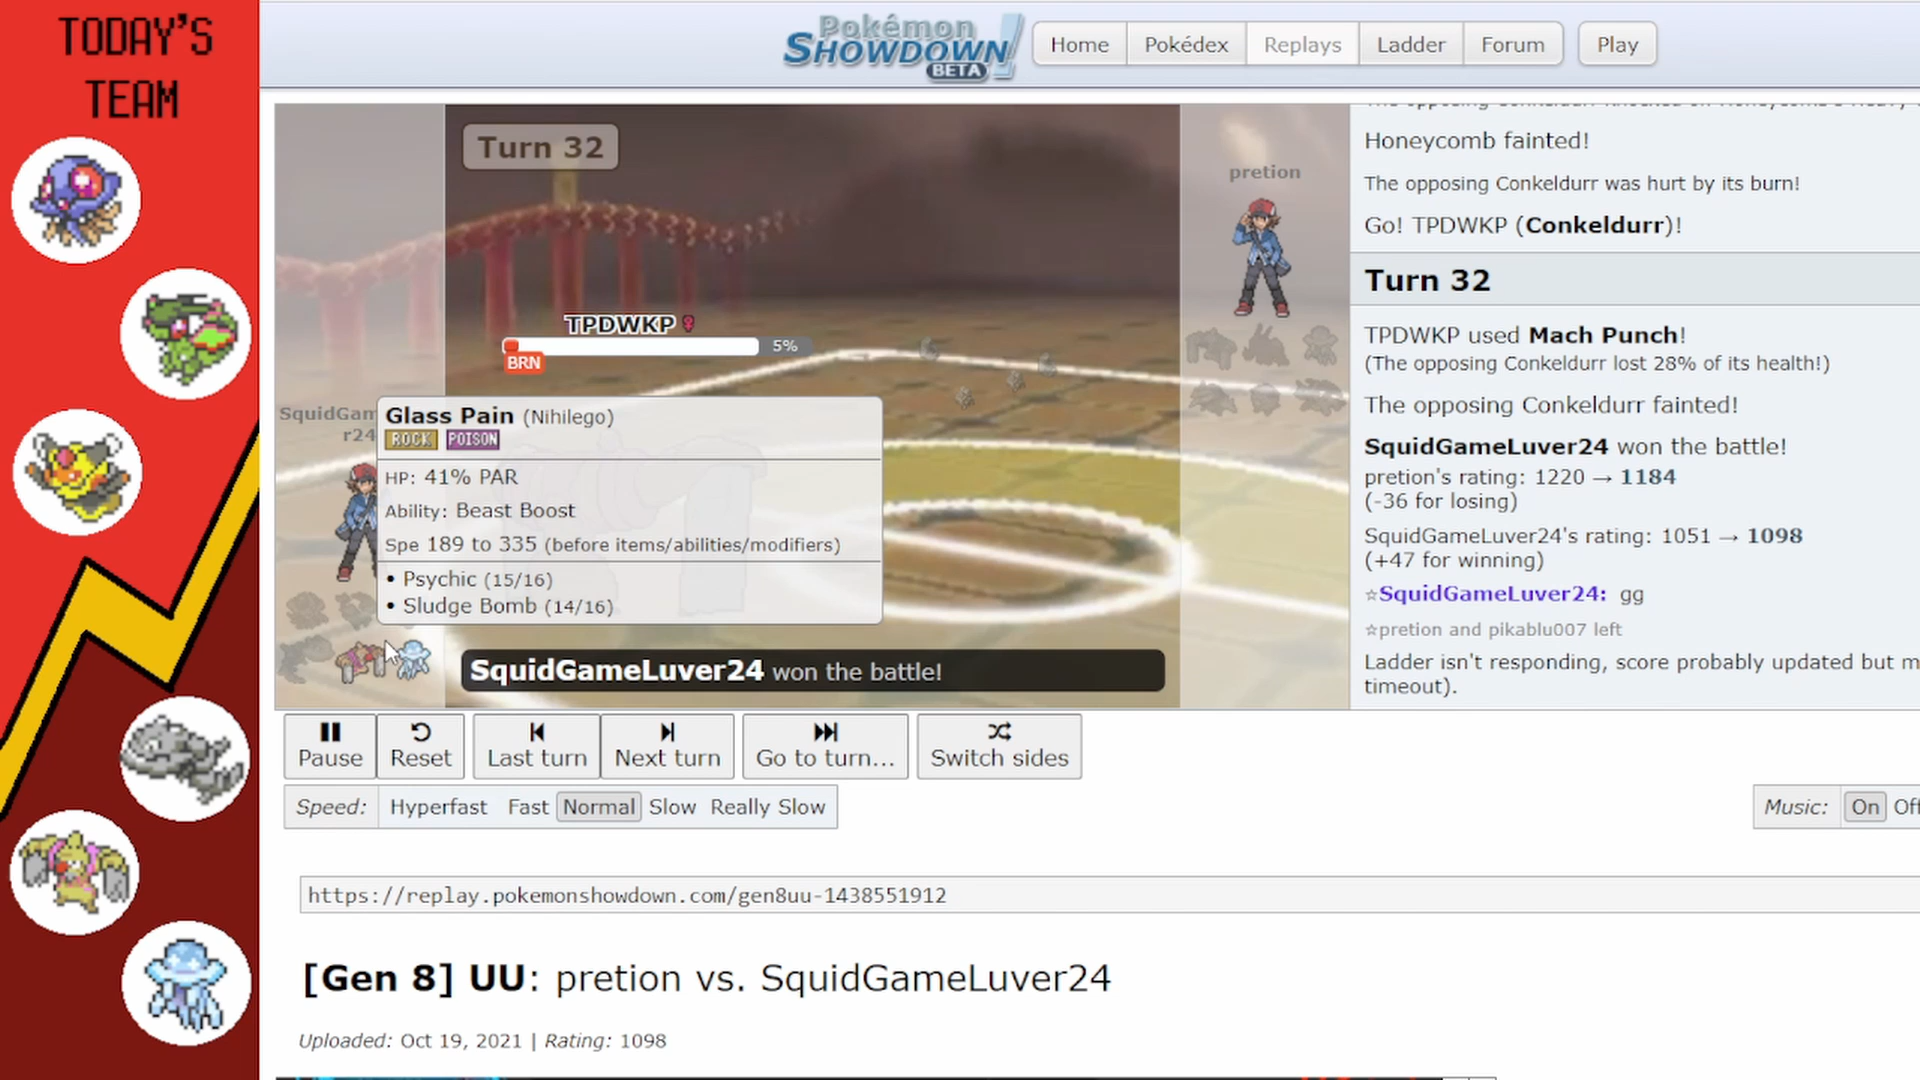 TODAY'S
TEAM
Pokémon
SHOWDOWN!
BETA
Home
Pokédex
Replays
Ladder
Forum
Play
Turn 32
pretion
TPDWKP ♀
5%
BRN
SquidGam
r24
Glass Pain (Nihilego)
ROCK POISON
HP: 41% PAR
Ability: Beast Boost
Spe 189 to 335 (before items/abilities/modifiers)
• Psychic (15/16)
• Sludge Bomb (14/16)
SquidGameLuver24 won the battle!
Honeycomb fainted!
The opposing Conkeldurr was hurt by its burn!
Go! TPDWKP (Conkeldurr)!
Turn 32
TPDWKP used Mach Punch!
(The opposing Conkeldurr lost 28% of its health!)
The opposing Conkeldurr fainted!
SquidGameLuver24 won the battle!
pretion's rating: 1220 → 1184
(-36 for losing)
SquidGameLuver24's rating: 1051 → 1098
(+47 for winning)
☆SquidGameLuver24: gg
☆pretion and pikablu007 left
Ladder isn't responding, score probably updated but m
timeout).
Pause
Reset
Last turn
Next turn
Go to turn...
Switch sides
Speed: Hyperfast Fast Normal Slow Really Slow
Music: On Off
https://replay.pokemonshowdown.com/gen8uu-1438551912
[Gen 8] UU: pretion vs. SquidGameLuver24
Uploaded: Oct 19, 2021 | Rating: 1098